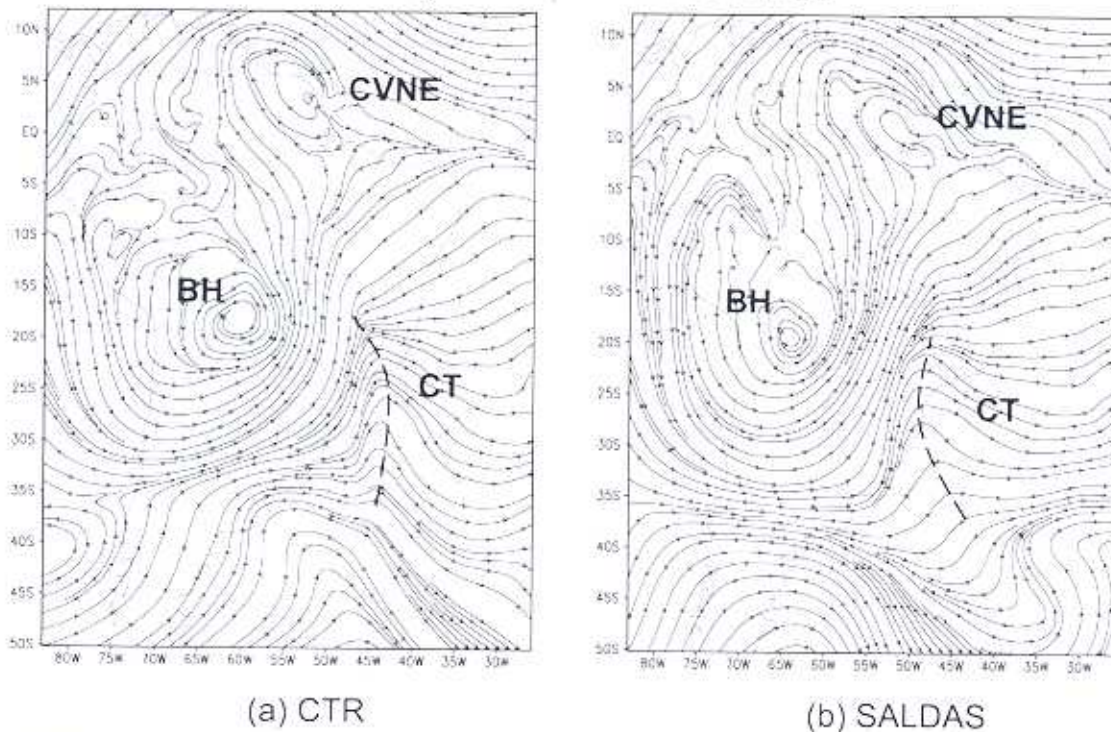 10N
5N
EQ
5S
10S
15S
20S
25S
30S
35S
40S
45S
50S
80W 75W 70W 65W 60W 55W 50W 45W 40W 35W 30W
CVNE
BH
CT
(a) CTR
10N
5N
EQ
5S
10S
15S
20S
25S
30S
35S
40S
45S
50S
80W 75W 70W 65W 60W 55W 50W 45W 40W 35W 30W
CVNE
BH
CT
(b) SALDAS